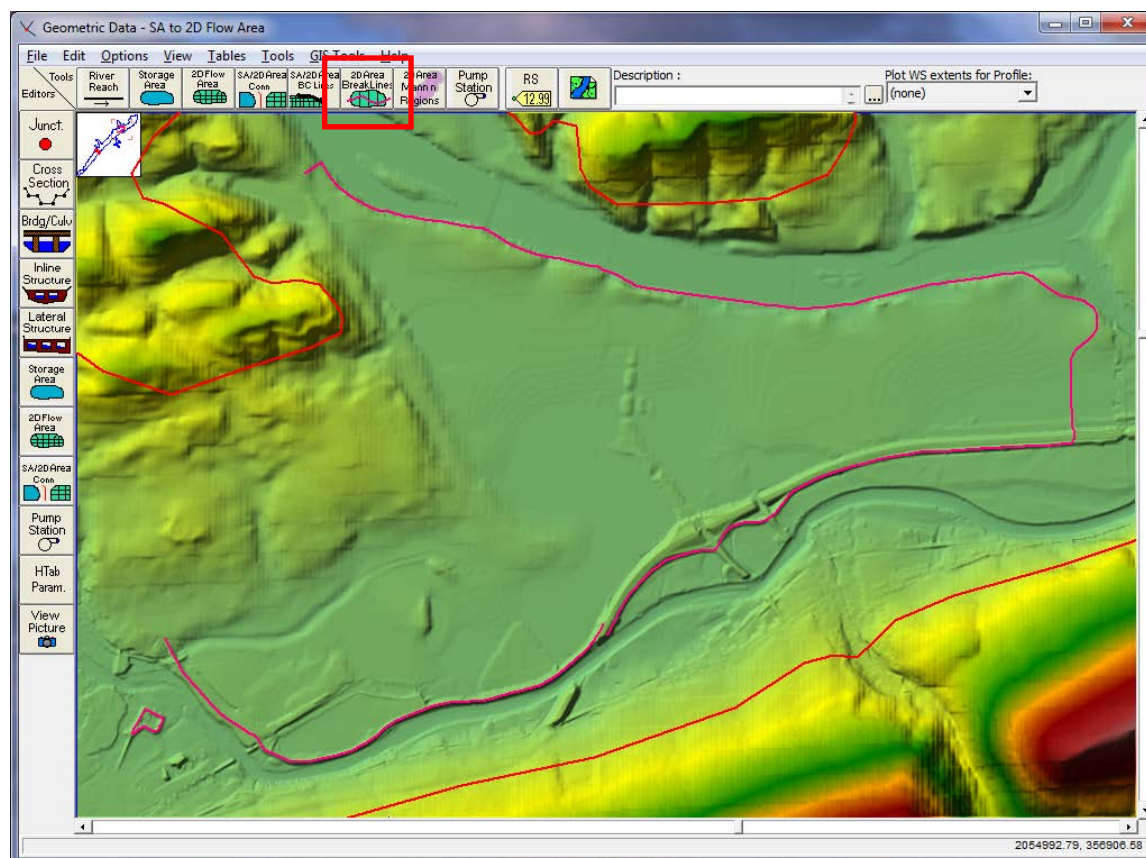 Geometric Data - SA to 2D Flow Area
File Edit Options View Tables Tools GIS Tools Help
Tools
Editors
River
Reach
Storage
Area
2D Flow
Area
SA/2D Area
Conn
SA/2D Area
BC Lines
2D Area
BreakLines
2D Area
Mann n
Regions
Pump
Station
RS
12.99
Description :
...
Plot WS extents for Profile:
(none)
Junct.
Cross
Section
Brdg/Culv
Inline
Structure
Lateral
Structure
Storage
Area
2D Flow
Area
SA/2D Area
Conn
Pump
Station
HTab
Param.
View
Picture
2054992.79, 356906.58